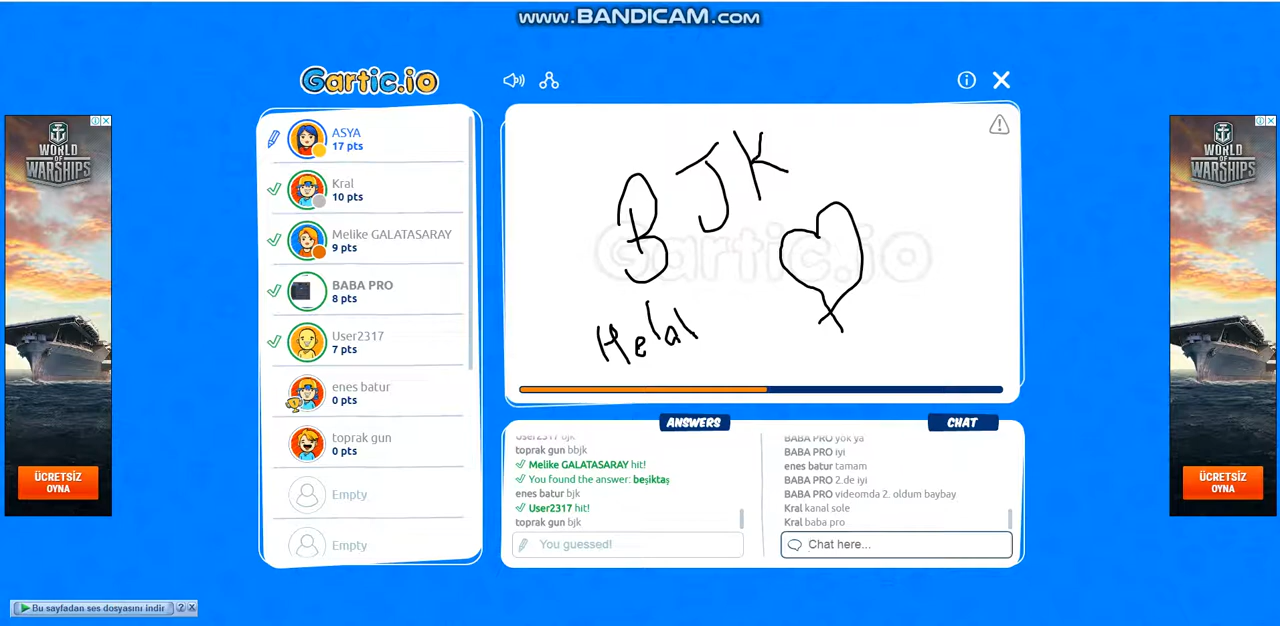 www.BANDICAM.com
Gartic.io
WORLD OF WARSHIPS
ÜCRETSİZ OYNA
ASYA
17 pts
Kral
10 pts
Melike GALATASARAY
9 pts
BABA PRO
8 pts
User2317
7 pts
enes batur
0 pts
toprak gun
0 pts
Empty
Empty
BJK
Gartic.io
Helal
ANSWERS
User2317 bjk
toprak gun bbjk
Melike GALATASARAY hit!
You found the answer: beşiktaş
enes batur bjk
User2317 hit!
toprak gun bjk
You guessed!
CHAT
BABA PRO yok ya
BABA PRO iyi
enes batur tamam
BABA PRO 2.de iyi
BABA PRO videomda 2. oldum baybay
Kral kanal sole
Kral baba pro
Chat here...
WORLD OF WARSHIPS
ÜCRETSİZ OYNA
Bu sayfadan ses dosyasını indir ? X